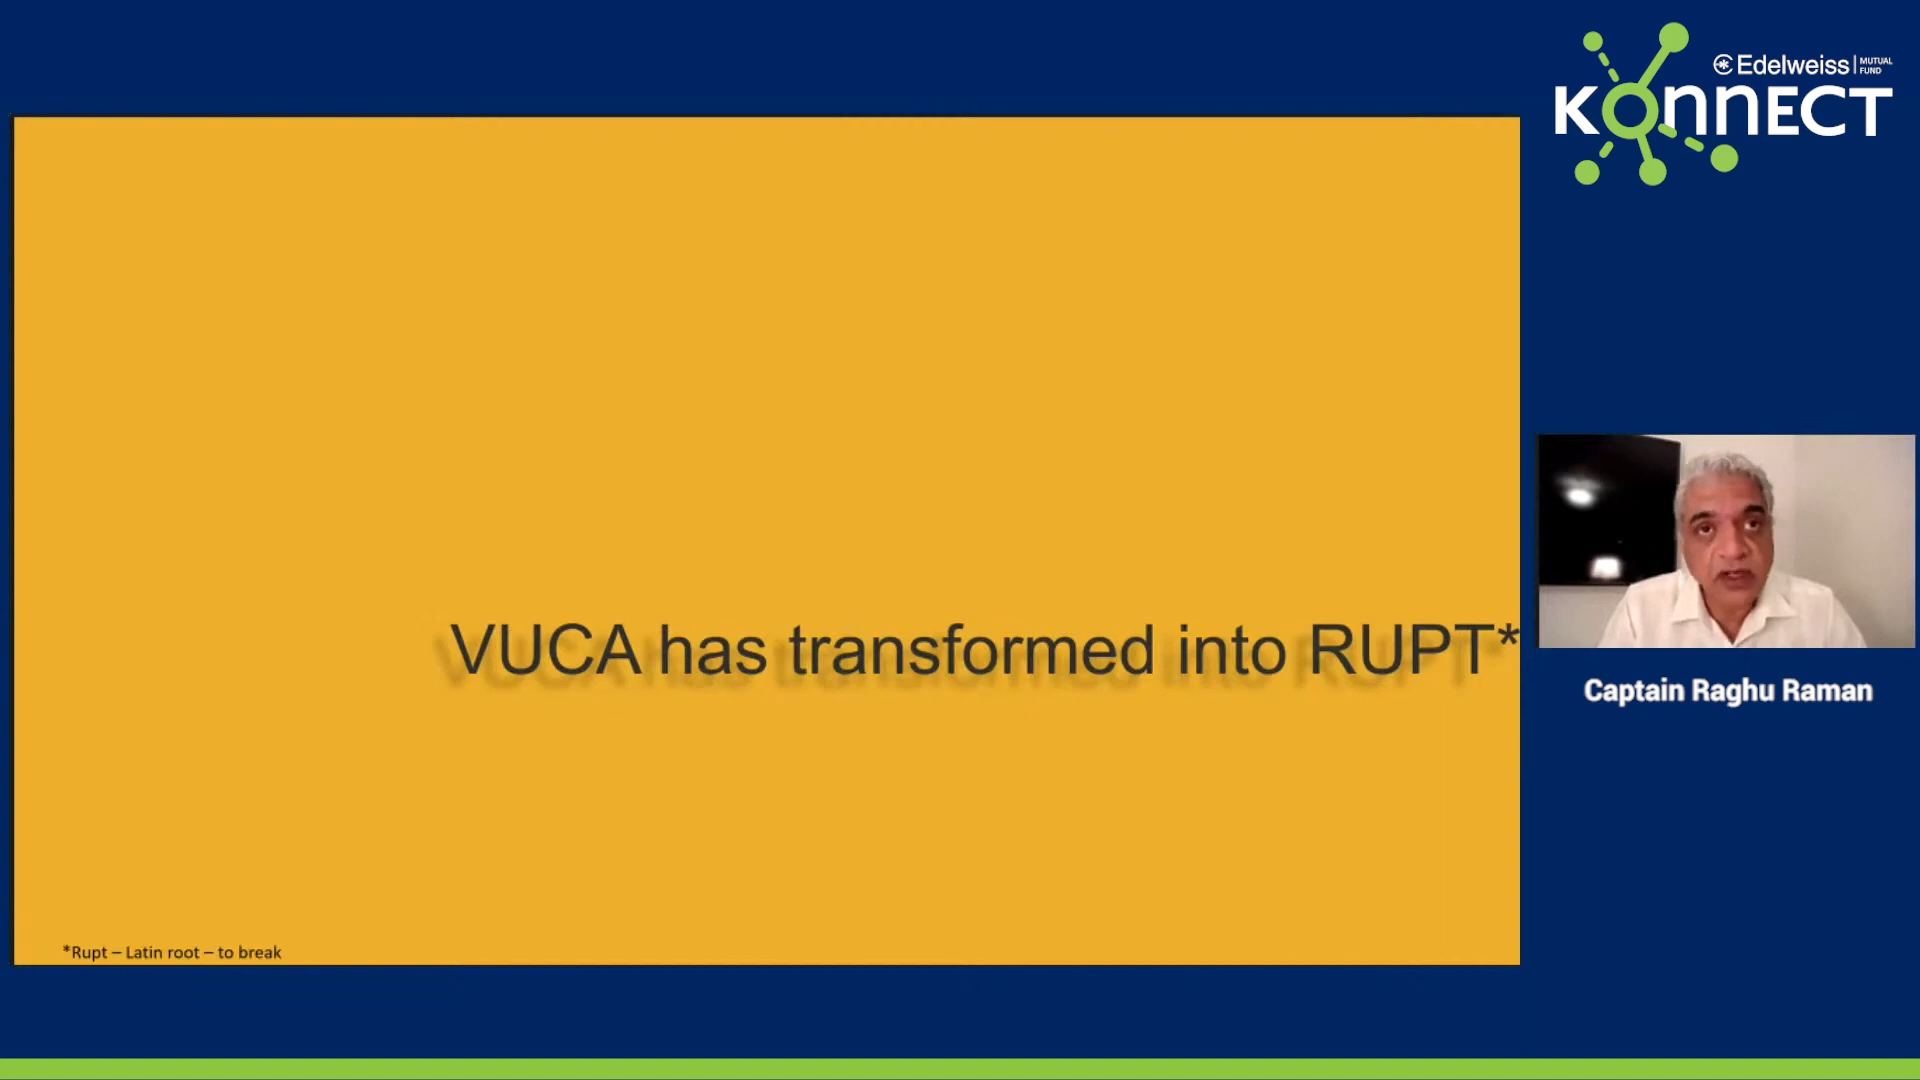 Edelweiss | MUTUAL FUND
KONNECT
VUCA has transformed into RUPT*
Captain Raghu Raman
*Rupt – Latin root – to break